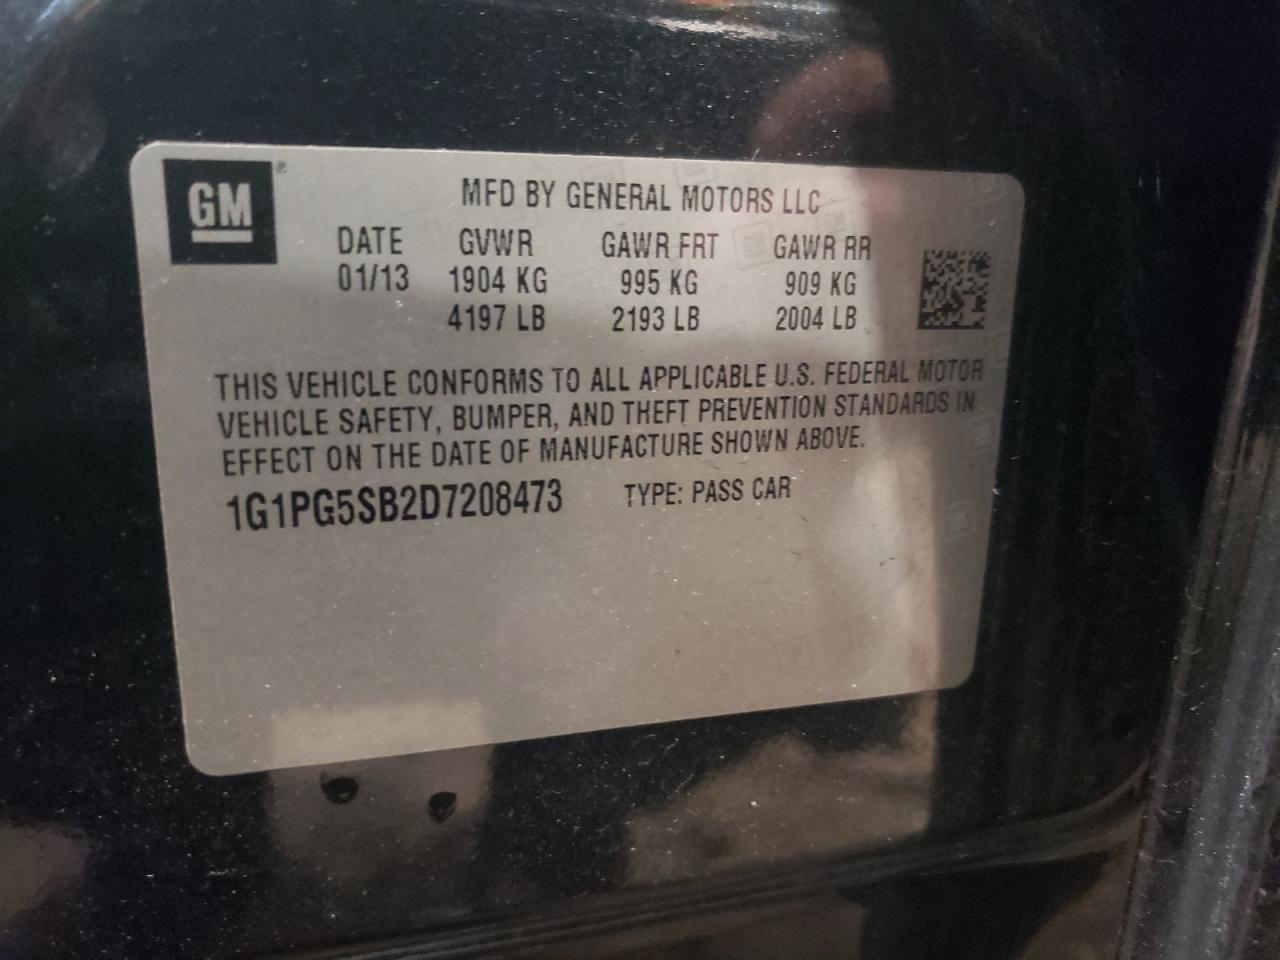 GM ®
MFD BY GENERAL MOTORS LLC
DATE GVWR GAWR FRT GAWR RR
01/13 1904 KG 995 KG 909 KG
4197 LB 2193 LB 2004 LB
THIS VEHICLE CONFORMS TO ALL APPLICABLE U.S. FEDERAL MOTOR
VEHICLE SAFETY, BUMPER, AND THEFT PREVENTION STANDARDS IN
EFFECT ON THE DATE OF MANUFACTURE SHOWN ABOVE.
1G1PG5SB2D7208473 TYPE: PASS CAR